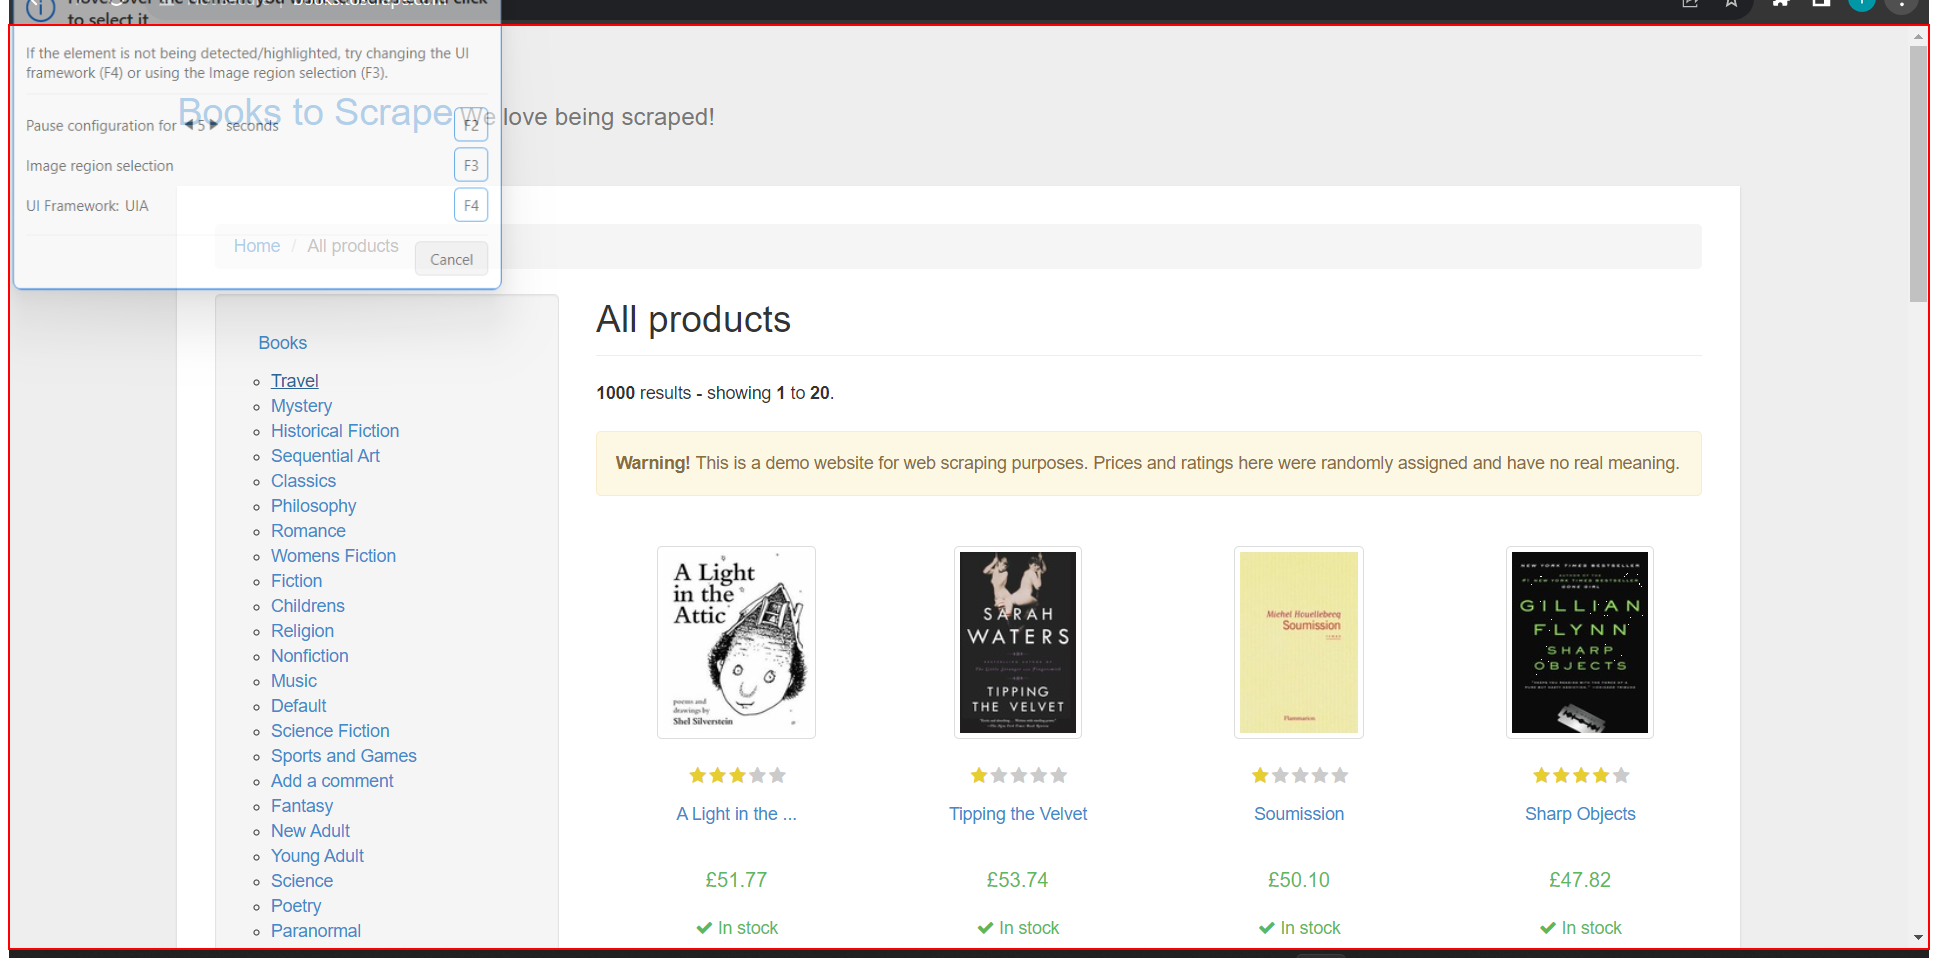 to select it
If the element is not being detected/highlighted, try changing the UI
framework (F4) or using the Image region selection (F3).
Books to Scrape We love being scraped!
Pause configuration for 5 seconds F2
Image region selection F3
UI Framework: UIA F4
Home / All products
Cancel
Books
Travel
Mystery
Historical Fiction
Sequential Art
Classics
Philosophy
Romance
Womens Fiction
Fiction
Childrens
Religion
Nonfiction
Music
Default
Science Fiction
Sports and Games
Add a comment
Fantasy
New Adult
Young Adult
Science
Poetry
Paranormal
All products
1000 results - showing 1 to 20.
Warning! This is a demo website for web scraping purposes. Prices and ratings here were randomly assigned and have no real meaning.
A Light
in the
Attic
poems and
drawings by
Shel Silverstein
SARAH
WATERS
TIPPING
THE VELVET
Michel Houellebecq
Soumission
Flammarion
NEW YORK TIMES BESTSELLER
GILLIAN
FLYNN
SHARP
OBJECTS
A Light in the ...
Tipping the Velvet
Soumission
Sharp Objects
£51.77
£53.74
£50.10
£47.82
In stock
In stock
In stock
In stock